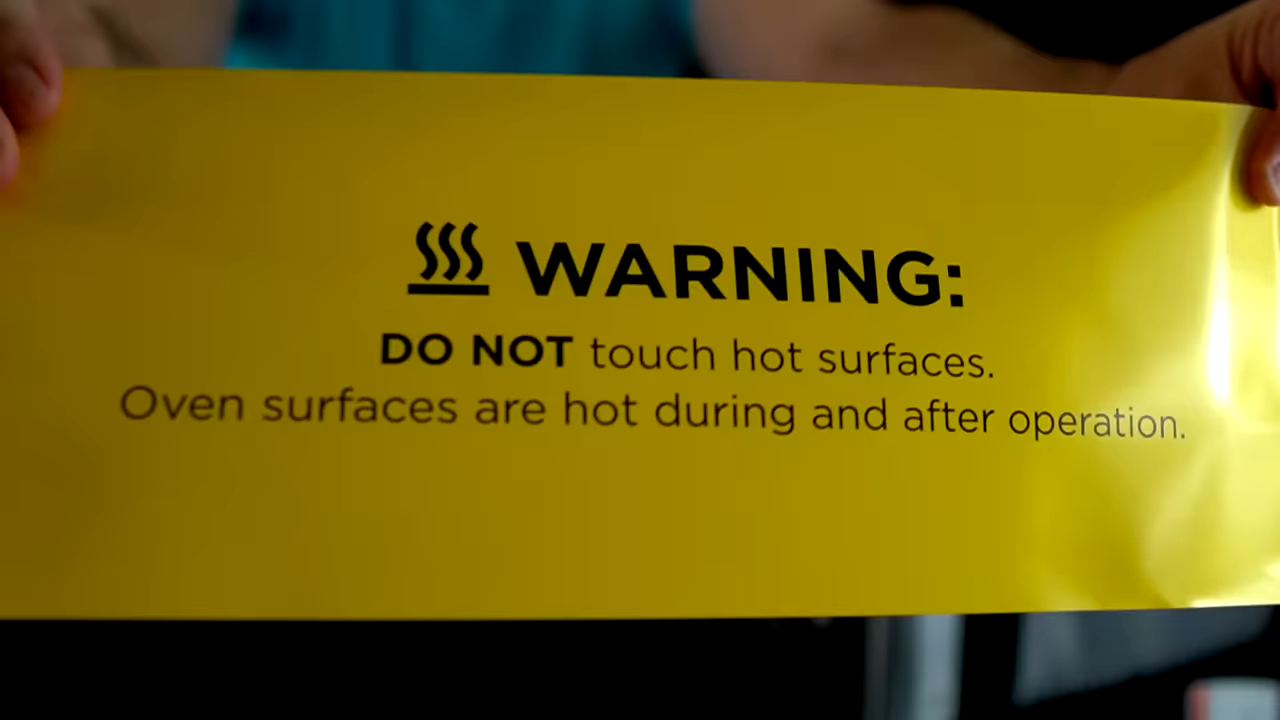 WARNING:
DO NOT touch hot surfaces.
Oven surfaces are hot during and after operation.